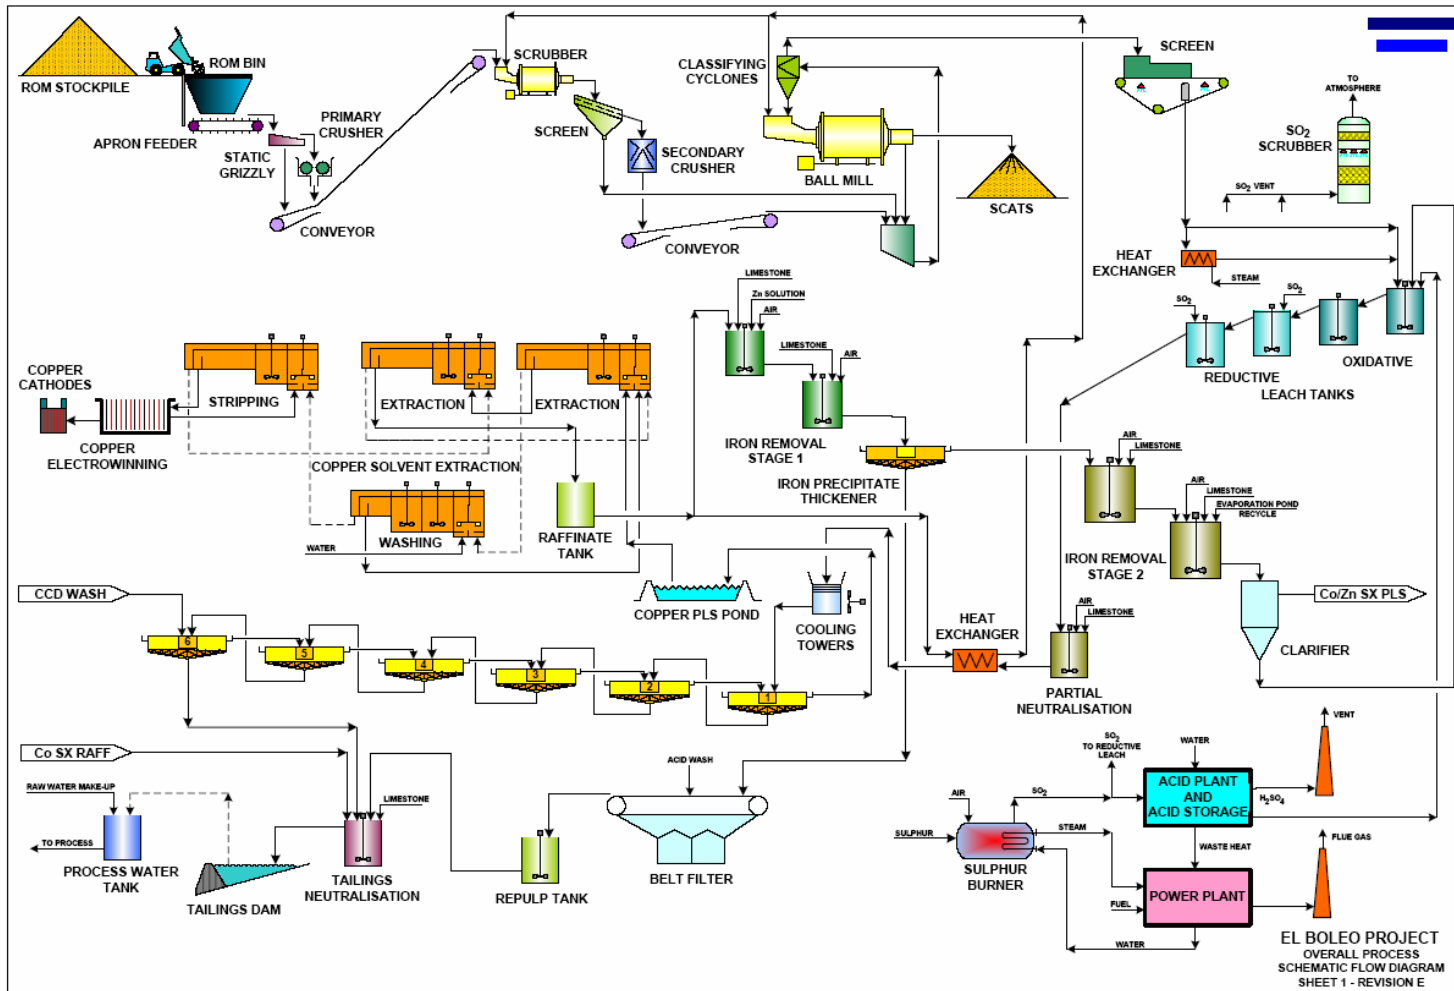 ROM STOCKPILE
ROM BIN
APRON FEEDER
STATIC
GRIZZLY
PRIMARY
CRUSHER
CONVEYOR
SCRUBBER
SCREEN
SECONDARY
CRUSHER
CONVEYOR
CLASSIFYING
CYCLONES
BALL MILL
SCATS
SCREEN
TO
ATMOSPHERE
SO2
SCRUBBER
SO2 VENT
HEAT
EXCHANGER
STEAM
SO2
SO2
REDUCTIVE
OXIDATIVE
LEACH TANKS
LIMESTONE
Zn SOLUTION
AIR
LIMESTONE
AIR
IRON REMOVAL
STAGE 1
IRON PRECIPITATE
THICKENER
COPPER
CATHODES
COPPER
ELECTROWINNING
STRIPPING
EXTRACTION
EXTRACTION
COPPER SOLVENT EXTRACTION
WASHING
WATER
RAFFINATE
TANK
AIR
LIMESTONE
AIR
LIMESTONE
EVAPORATION POND
RECYCLE
IRON REMOVAL
STAGE 2
Co/Zn SX PLS
CLARIFIER
CCD WASH
6
5
4
3
2
1
COPPER PLS POND
COOLING
TOWERS
HEAT
EXCHANGER
AIR
LIMESTONE
PARTIAL
NEUTRALISATION
Co SX RAFF
RAW WATER MAKE-UP
TO PROCESS
PROCESS WATER
TANK
TAILINGS DAM
LIMESTONE
TAILINGS
NEUTRALISATION
REPULP TANK
ACID WASH
BELT FILTER
SULPHUR
AIR
SO2
SULPHUR
BURNER
STEAM
FUEL
WATER
SO2
TO REDUCTIVE
LEACH
WATER
ACID PLANT
AND
ACID STORAGE
H2SO4
VENT
WASTE HEAT
POWER PLANT
FLUE GAS
EL BOLEO PROJECT
OVERALL PROCESS
SCHEMATIC FLOW DIAGRAM
SHEET 1 - REVISION E